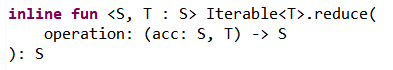 inline fun <S, T : S> Iterable<T>.reduce(
    operation: (acc: S, T) -> S
): S